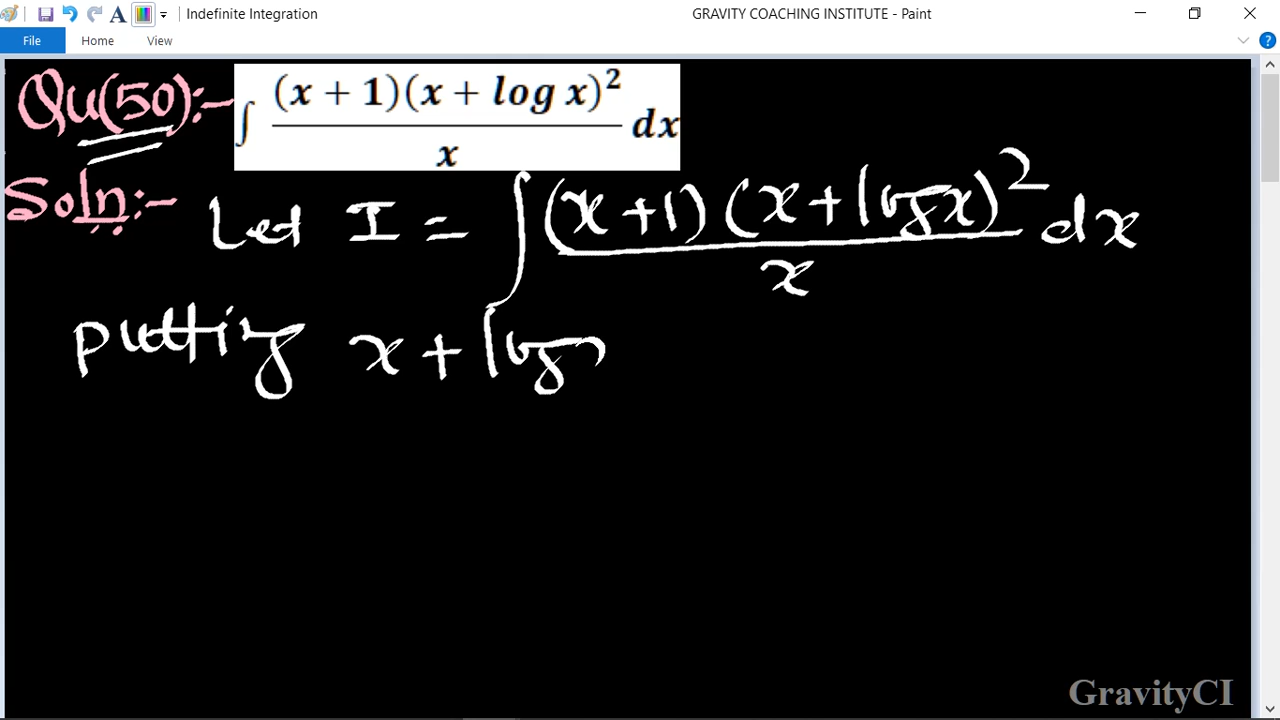 Indefinite Integration
GRAVITY COACHING INSTITUTE - Paint
File Home View
Qu(50):-
∫ (x + 1)(x + log x)² / x dx
Soln:- Let I = ∫ (x+1) (x+log x)² / x dx
putting x + log
GravityCI